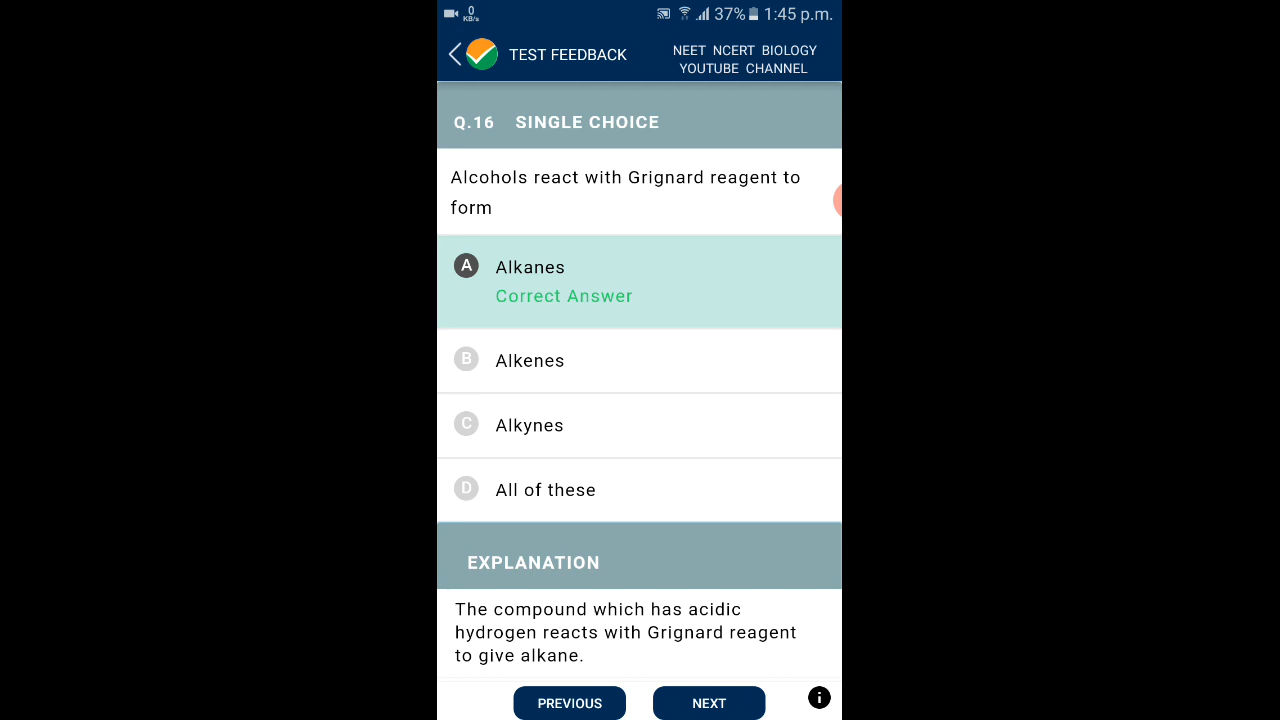 0
KB/s
37% 1:45 p.m.
TEST FEEDBACK
NEET NCERT BIOLOGY
YOUTUBE CHANNEL
Q.16 SINGLE CHOICE
Alcohols react with Grignard reagent to
form
A Alkanes
Correct Answer
B Alkenes
C Alkynes
D All of these
EXPLANATION
The compound which has acidic
hydrogen reacts with Grignard reagent
to give alkane.
PREVIOUS NEXT i